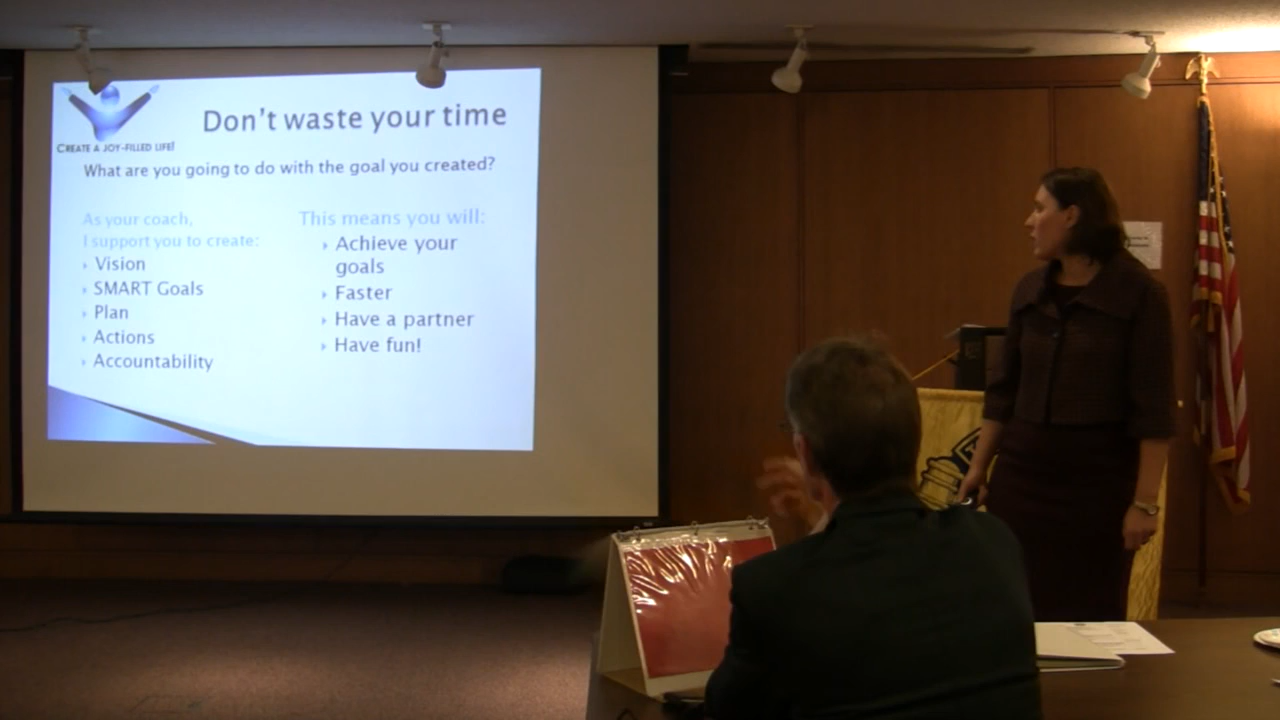 Don't waste your time
CREATE A JOY-FILLED LIFE!
What are you going to do with the goal you created?
As your coach,
I support you to create:
Vision
SMART Goals
Plan
Actions
Accountability
This means you will:
Achieve your
goals
Faster
Have a partner
Have fun!